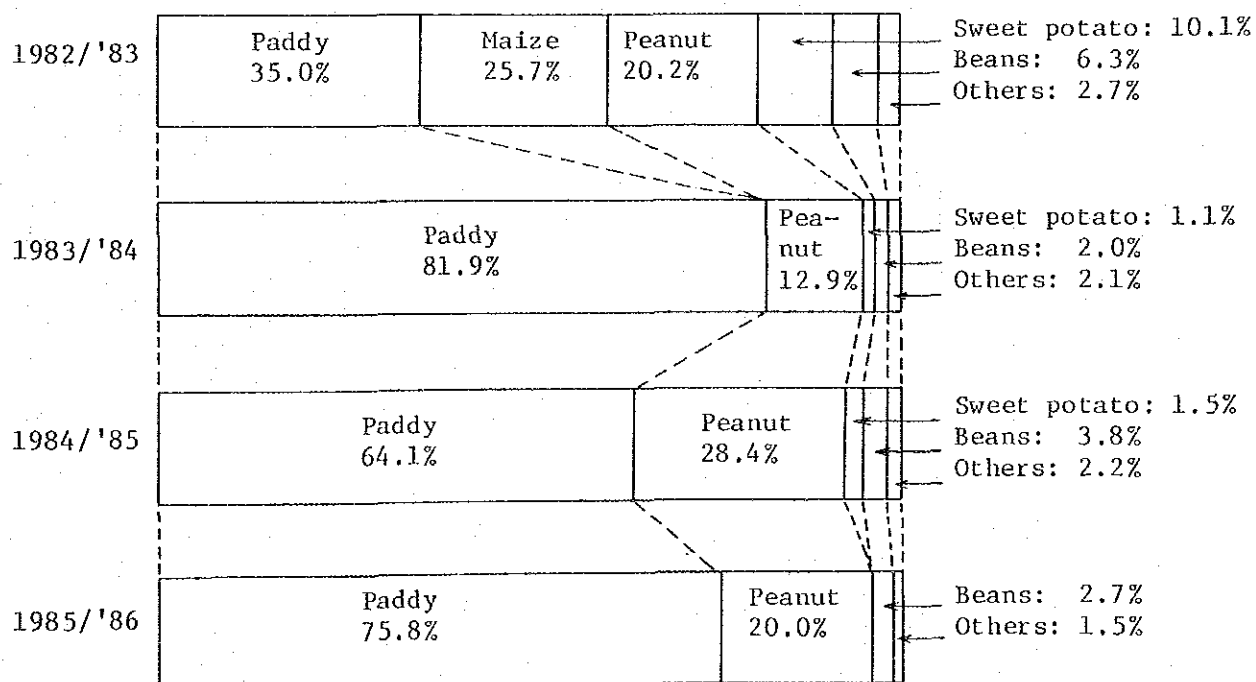 1982/'83
Paddy
35.0%
Maize
25.7%
Peanut
20.2%
Sweet potato: 10.1%
Beans: 6.3%
Others: 2.7%
1983/'84
Paddy
81.9%
Pea-
nut
12.9%
Sweet potato: 1.1%
Beans: 2.0%
Others: 2.1%
1984/'85
Paddy
64.1%
Peanut
28.4%
Sweet potato: 1.5%
Beans: 3.8%
Others: 2.2%
1985/'86
Paddy
75.8%
Peanut
20.0%
Beans: 2.7%
Others: 1.5%